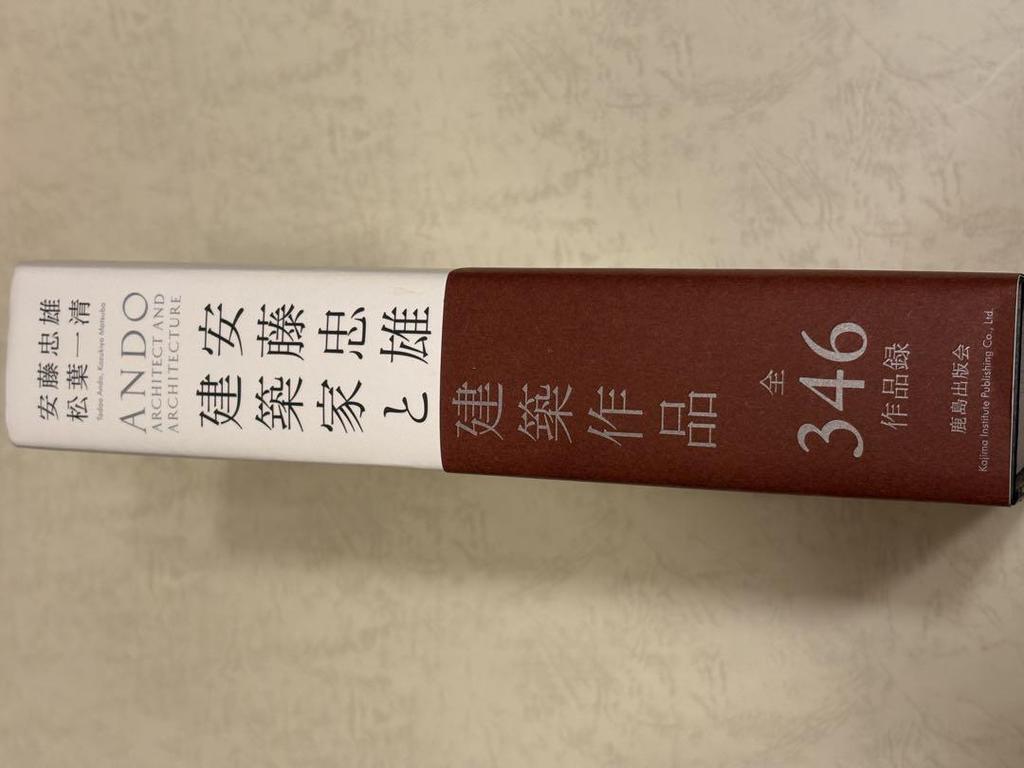 安藤忠雄
松葉一清
Tadao Ando, Kazukiyo Matsuba
ANDO
ARCHITECT AND
ARCHITECTURE
安藤忠雄
建築家と建築作品
全
346
作品録
鹿島出版会
Kajima Institute Publishing Co., Ltd.